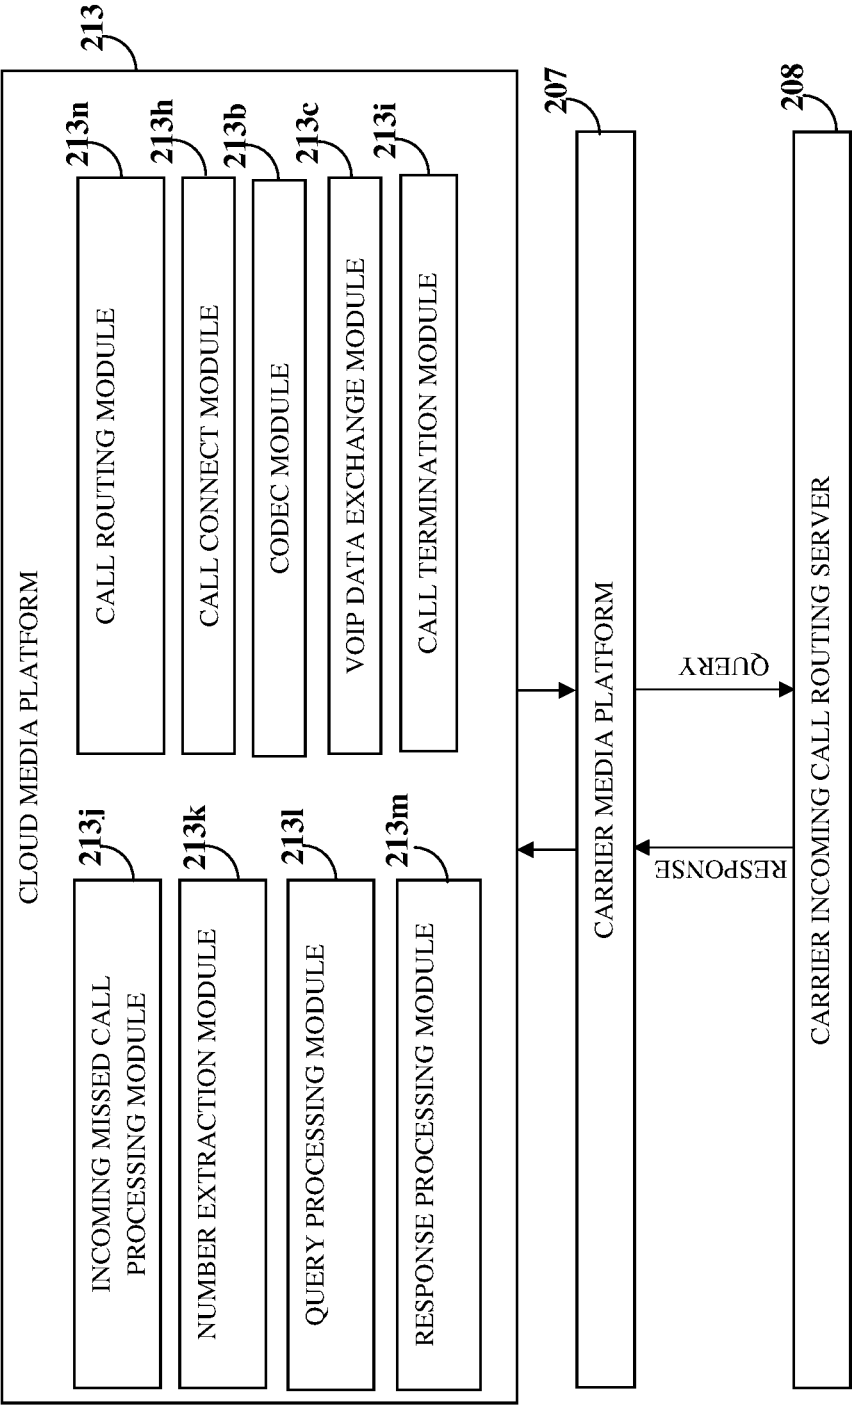 CLOUD MEDIA PLATFORM
213
INCOMING MISSED CALL
PROCESSING MODULE
213j
NUMBER EXTRACTION MODULE
213k
QUERY PROCESSING MODULE
213l
RESPONSE PROCESSING MODULE
213m
CALL ROUTING MODULE
213n
CALL CONNECT MODULE
213h
CODEC MODULE
213b
VOIP DATA EXCHANGE MODULE
213c
CALL TERMINATION MODULE
213i
CARRIER MEDIA PLATFORM
207
RESPONSE
QUERY
CARRIER INCOMING CALL ROUTING SERVER
208